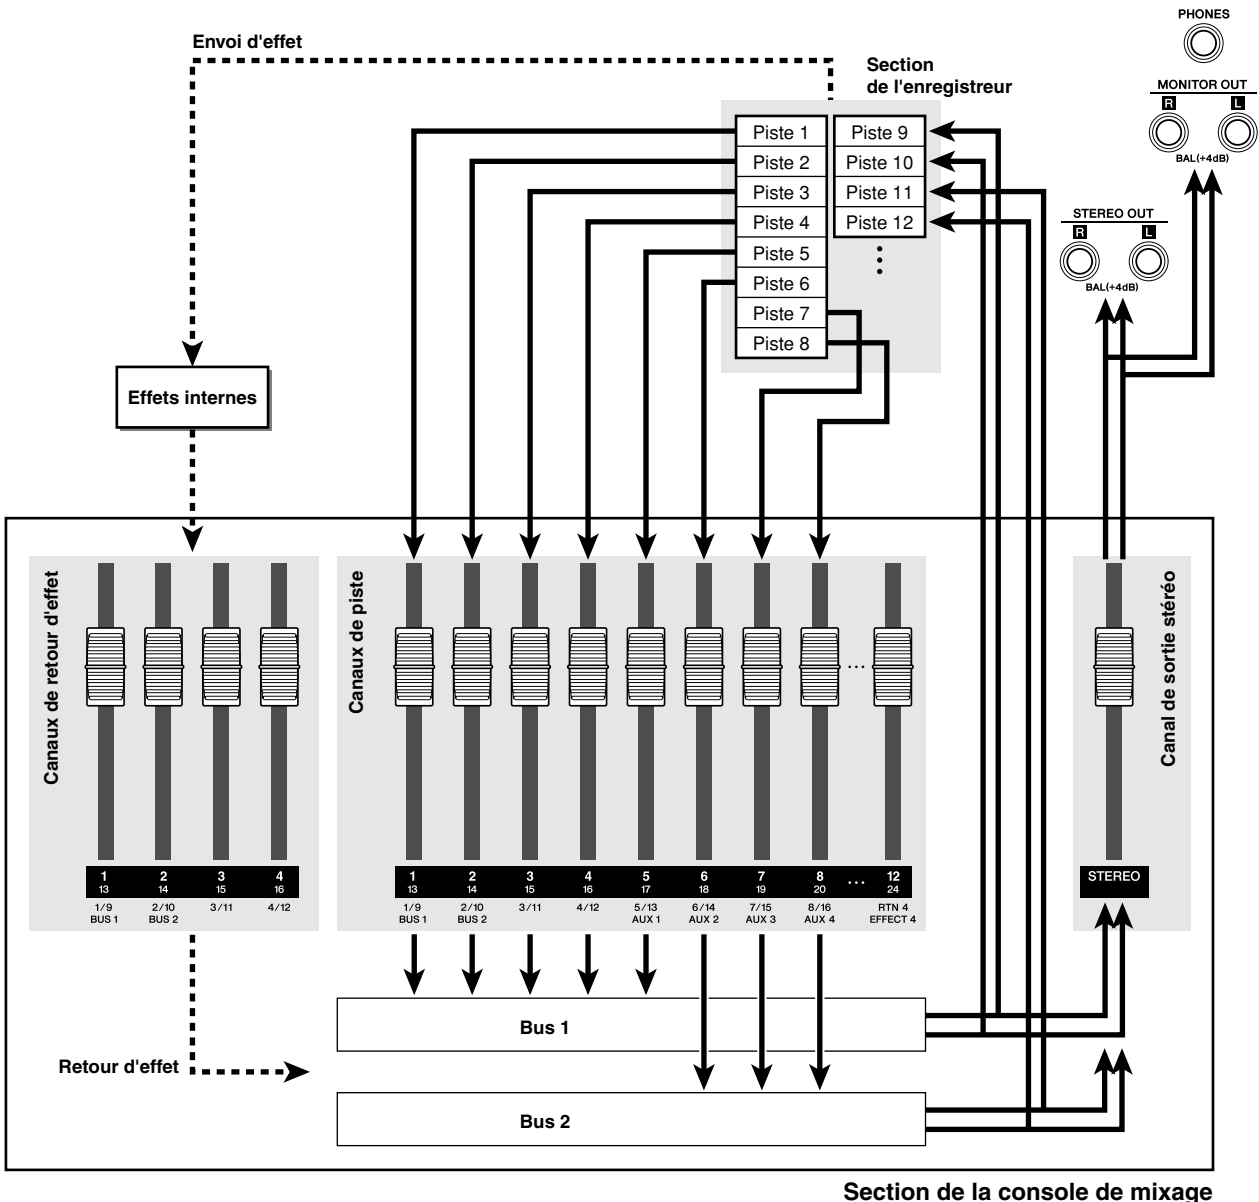 PHONES
Envoi d'effet
Section
de l'enregistreur
MONITOR OUT
R L
BAL(+4dB)
Piste 1 Piste 9
Piste 2 Piste 10
Piste 3 Piste 11
Piste 4 Piste 12
Piste 5
Piste 6
Piste 7
Piste 8
STEREO OUT
R L
BAL(+4dB)
Effets internes
Canaux de retour d'effet
1 2 3 4
13 14 15 16
1/9 2/10 3/11 4/12
BUS 1 BUS 2
Canaux de piste
...
1 2 3 4 5 6 7 8 ... 12
13 14 15 16 17 18 19 20 24
1/9 2/10 3/11 4/12 5/13 6/14 7/15 8/16 RTN 4
BUS 1 BUS 2 AUX 1 AUX 2 AUX 3 AUX 4 EFFECT 4
Canal de sortie stéréo
STEREO
Bus 1
Retour d'effet
Bus 2
Section de la console de mixage